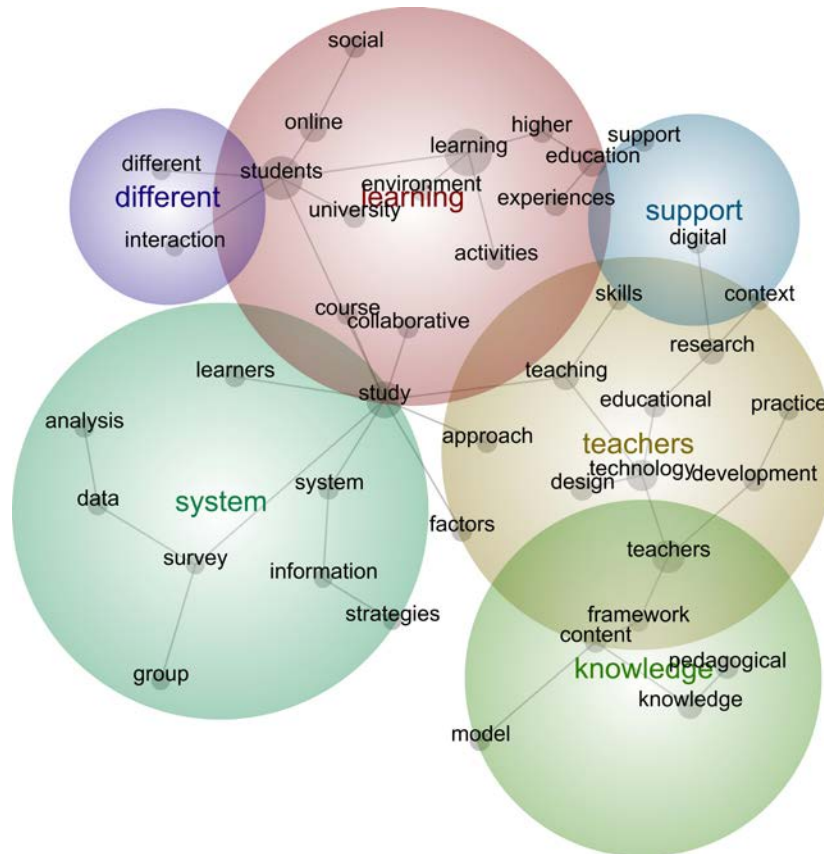 social
online
learning
higher
support
education
different
students
environment
experiences
different
learning
university
support
interaction
digital
activities
skills
context
course
collaborative
research
learners
study
teaching
educational
practice
analysis
approach
teachers
technology
development
data
system
system
design
factors
survey
information
teachers
strategies
framework
content
group
pedagogical
knowledge
knowledge
model